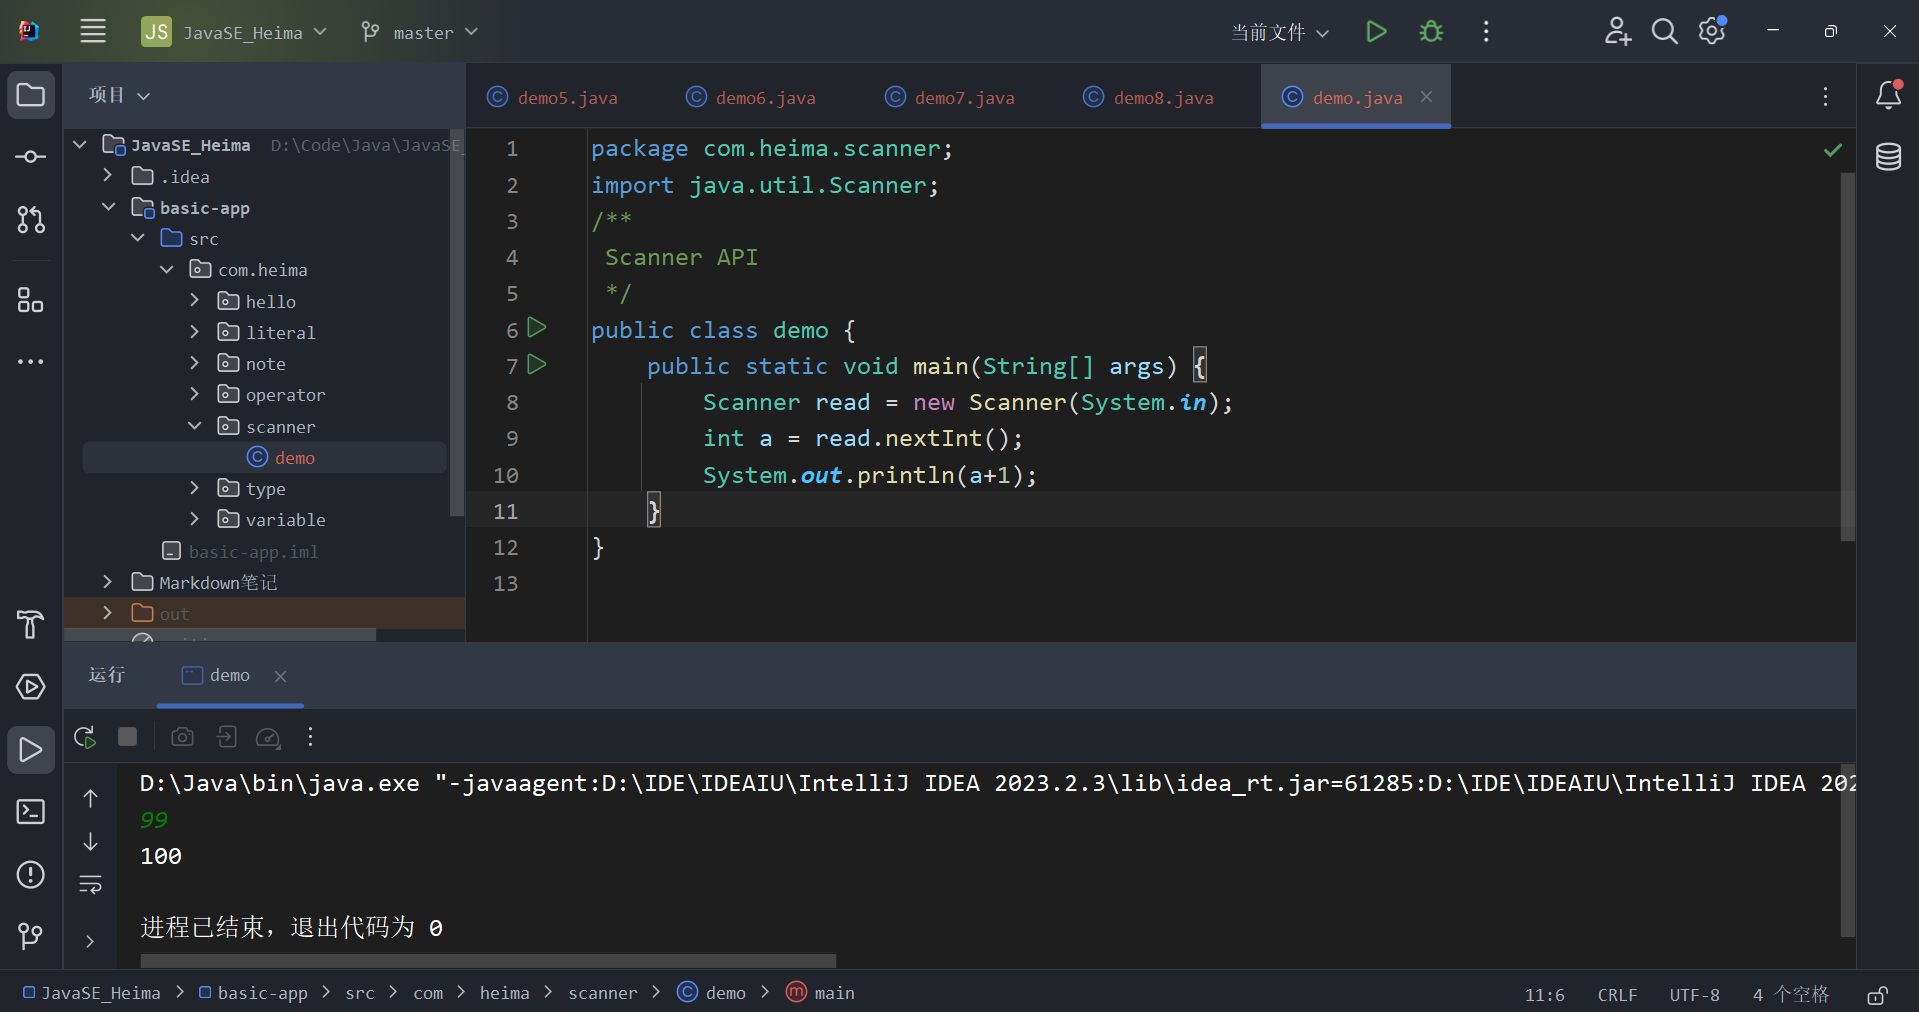 JS JavaSE_Heima master 当前文件
项目
demo5.java demo6.java demo7.java demo8.java demo.java
JavaSE_Heima D:\Code\Java\JavaSE_
.idea
basic-app
src
com.heima
hello
literal
note
operator
scanner
demo
type
variable
basic-app.iml
Markdown笔记
out
1 package com.heima.scanner;
2 import java.util.Scanner;
3 /**
4 Scanner API
5 */
6 public class demo {
7 public static void main(String[] args) {
8 Scanner read = new Scanner(System.in);
9 int a = read.nextInt();
10 System.out.println(a+1);
11 }
12 }
13
运行 demo
D:\Java\bin\java.exe "-javaagent:D:\IDE\IDEAIU\IntelliJ IDEA 2023.2.3\lib\idea_rt.jar=61285:D:\IDE\IDEAIU\IntelliJ IDEA 202
99
100
进程已结束，退出代码为 0
JavaSE_Heima > basic-app > src > com > heima > scanner > demo > main
11:6 CRLF UTF-8 4 个空格